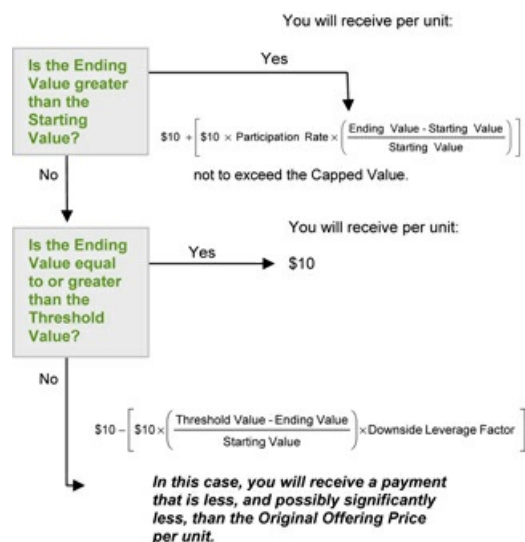 You will receive per unit:
Is the Ending
Value greater
than the
Starting
Value?
Yes
$10 + [ $10 × Participation Rate × ( Ending Value - Starting Value / Starting Value ) ]
not to exceed the Capped Value.
No
You will receive per unit:
Is the Ending
Value equal
to or greater
than the
Threshold
Value?
Yes
$10
No
$10 – [ $10 × ( Threshold Value - Ending Value / Starting Value ) × Downside Leverage Factor ]
In this case, you will receive a payment
that is less, and possibly significantly
less, than the Original Offering Price
per unit.